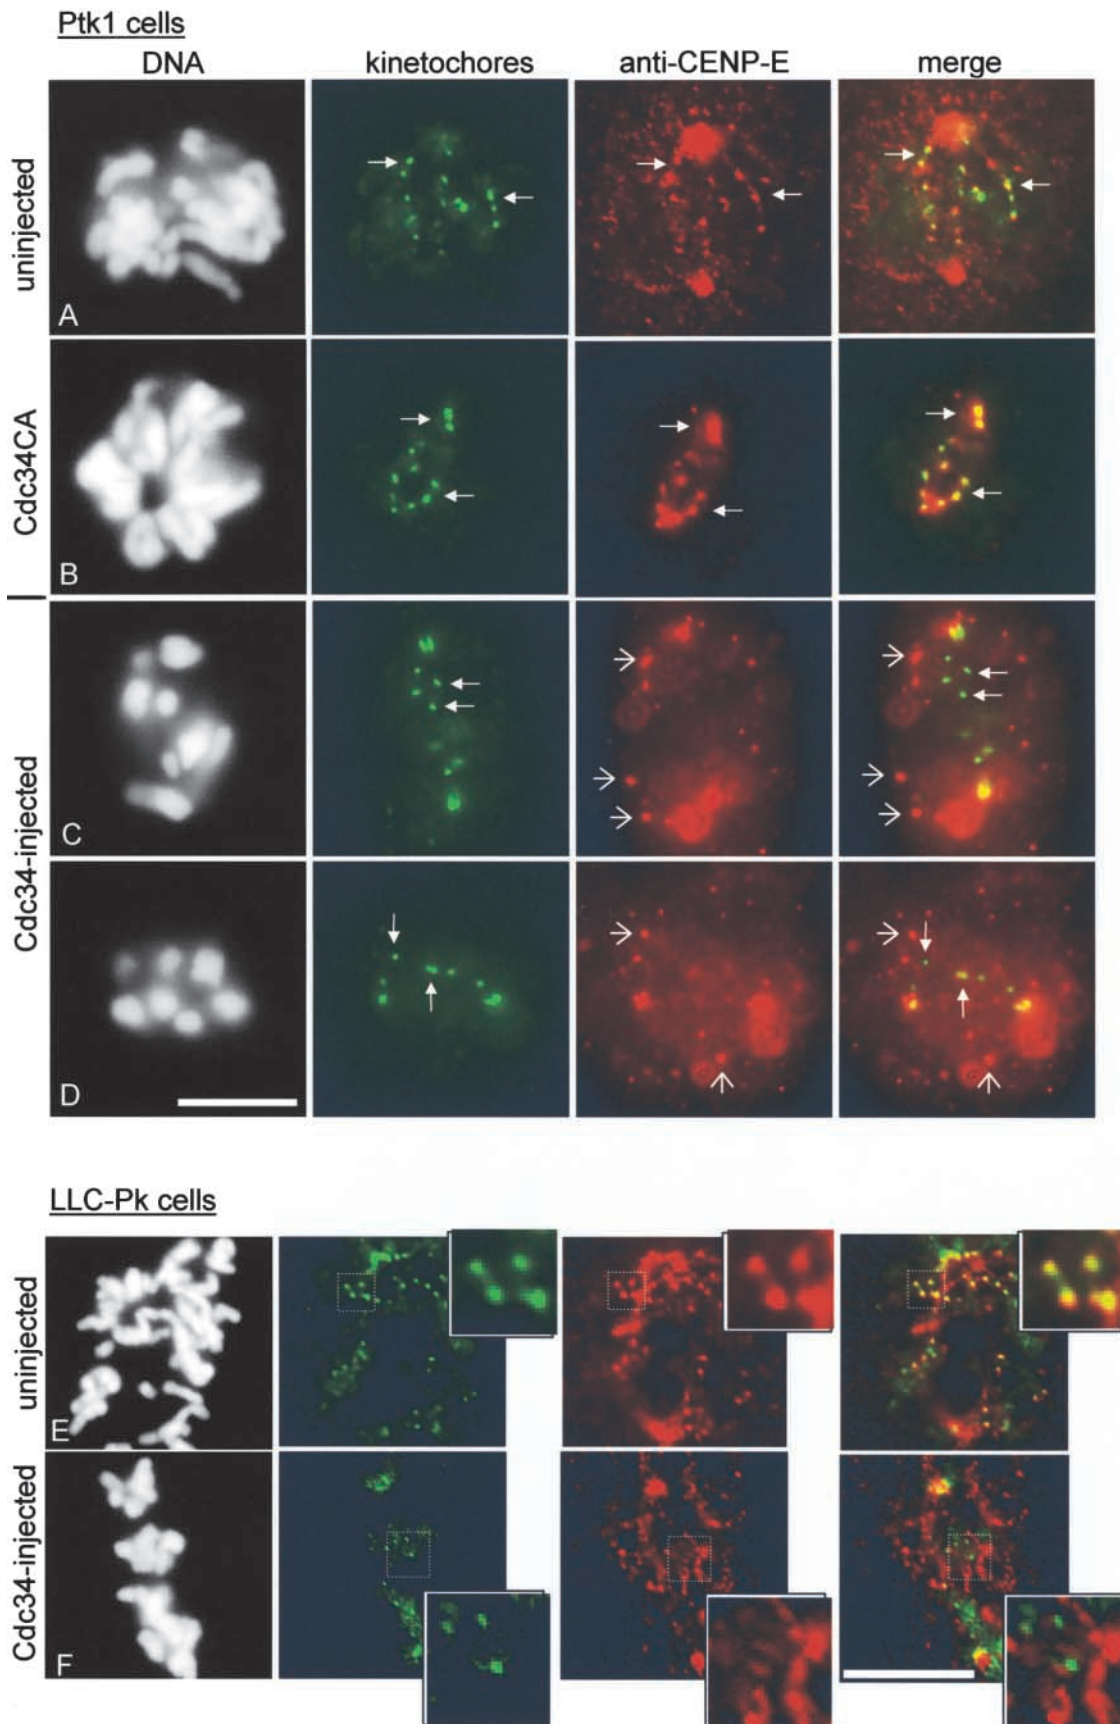 Ptk1 cells
DNA kinetochores anti-CENP-E merge
uninjected
A
Cdc34CA
B
Cdc34-injected
C
D
LLC-Pk cells
uninjected
E
Cdc34-injected
F